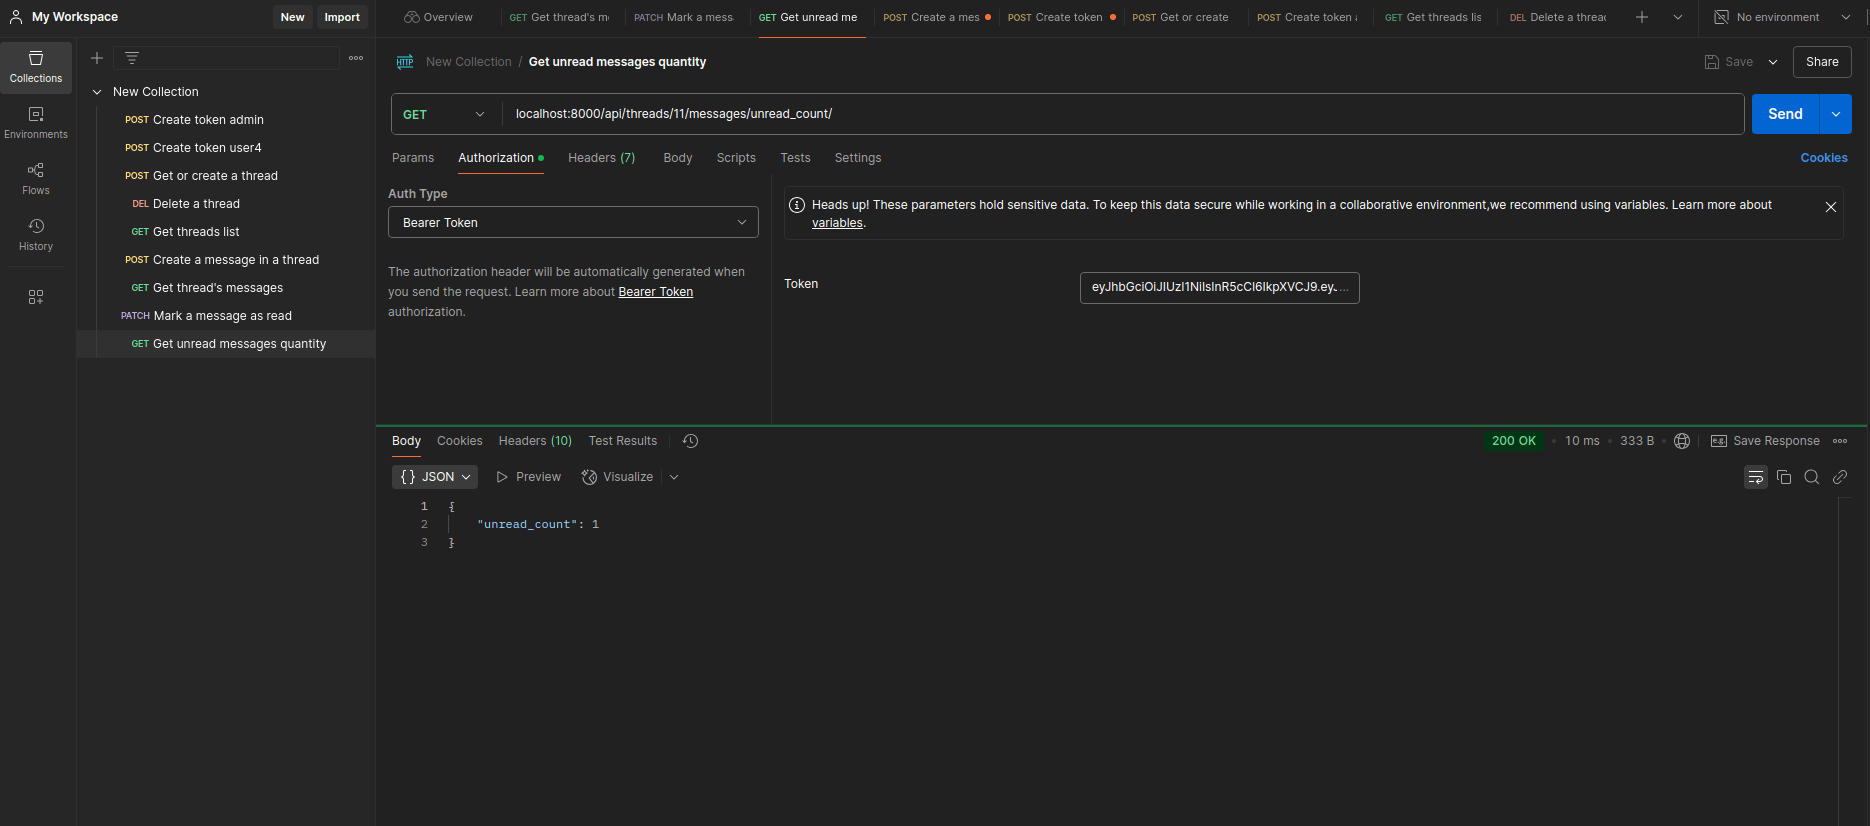 My Workspace
New
Import
Overview
GET Get thread's m
PATCH Mark a mess
GET Get unread me
POST Create a mes
POST Create token
POST Get or create
POST Create token
GET Get threads lis
DEL Delete a threa
No environment
Collections
Environments
Flows
History
New Collection
POST Create token admin
POST Create token user4
POST Get or create a thread
DEL Delete a thread
GET Get threads list
POST Create a message in a thread
GET Get thread's messages
PATCH Mark a message as read
GET Get unread messages quantity
HTTP
New Collection / Get unread messages quantity
Save
Share
GET
localhost:8000/api/threads/11/messages/unread_count/
Send
Params
Authorization
Headers (7)
Body
Scripts
Tests
Settings
Cookies
Auth Type
Bearer Token
The authorization header will be automatically generated when
you send the request. Learn more about Bearer Token
authorization.
Heads up! These parameters hold sensitive data. To keep this data secure while working in a collaborative environment,we recommend using variables. Learn more about
variables.
Token
eyJhbGciOiJIUzI1NiIsInR5cCI6IkpXVCJ9.ey...
Body
Cookies
Headers (10)
Test Results
200 OK
10 ms
333 B
e.g.
Save Response
{} JSON
Preview
Visualize
1 {
2 "unread_count": 1
3 }